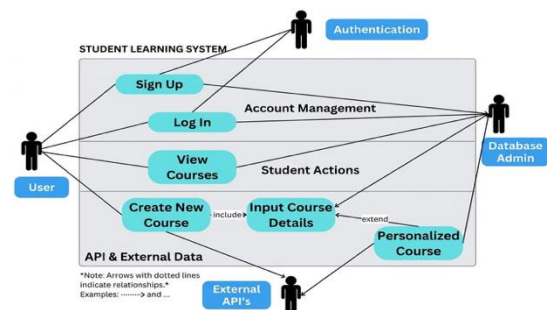 Authentication
STUDENT LEARNING SYSTEM
Sign Up
Account Management
Log In
Database
Admin
View
Courses
Student Actions
User
Create New
Course
include
Input Course
Details
extend
Personalized
Course
API & External Data
*Note: Arrows with dotted lines
indicate relationships.*
Examples: ········> and ...
External
API's